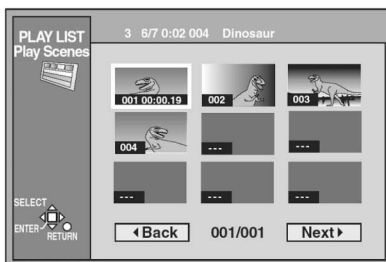 PLAY LIST
Play Scenes
3 6/7 0:02 004 Dinosaur
001 00:00.19
002
003
004
---
---
---
---
---
SELECT
ENTER
RETURN
Back
001/001
Next